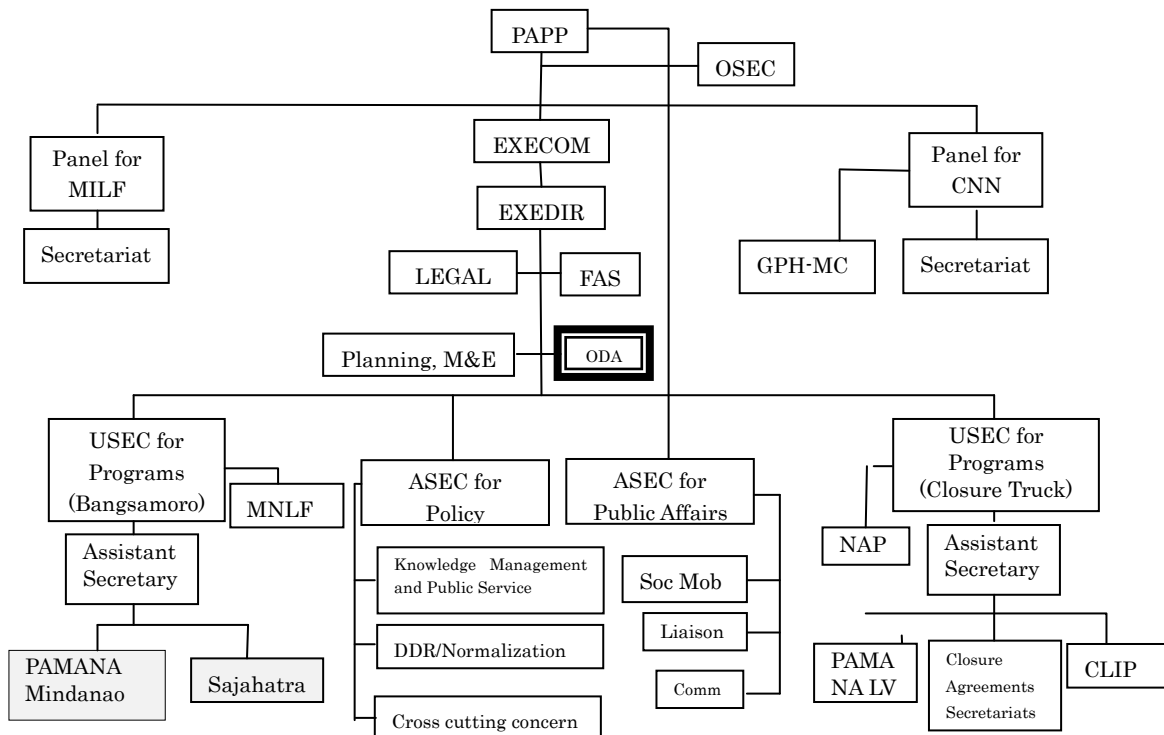 PAPP
OSEC
EXECOM
Panel for
MILF
Panel for
CNN
EXEDIR
Secretariat
GPH-MC
Secretariat
LEGAL
FAS
Planning, M&E
ODA
USEC for
Programs
(Bangsamoro)
MNLF
ASEC for
Policy
ASEC for
Public Affairs
USEC for
Programs
(Closure Truck)
NAP
Assistant
Secretary
Assistant
Secretary
Knowledge Management
and Public Service
Soc Mob
DDR/Normalization
Liaison
PAMANA
Mindanao
Sajahatra
Cross cutting concern
Comm
PAMA
NA LV
Closure
Agreements
Secretariats
CLIP